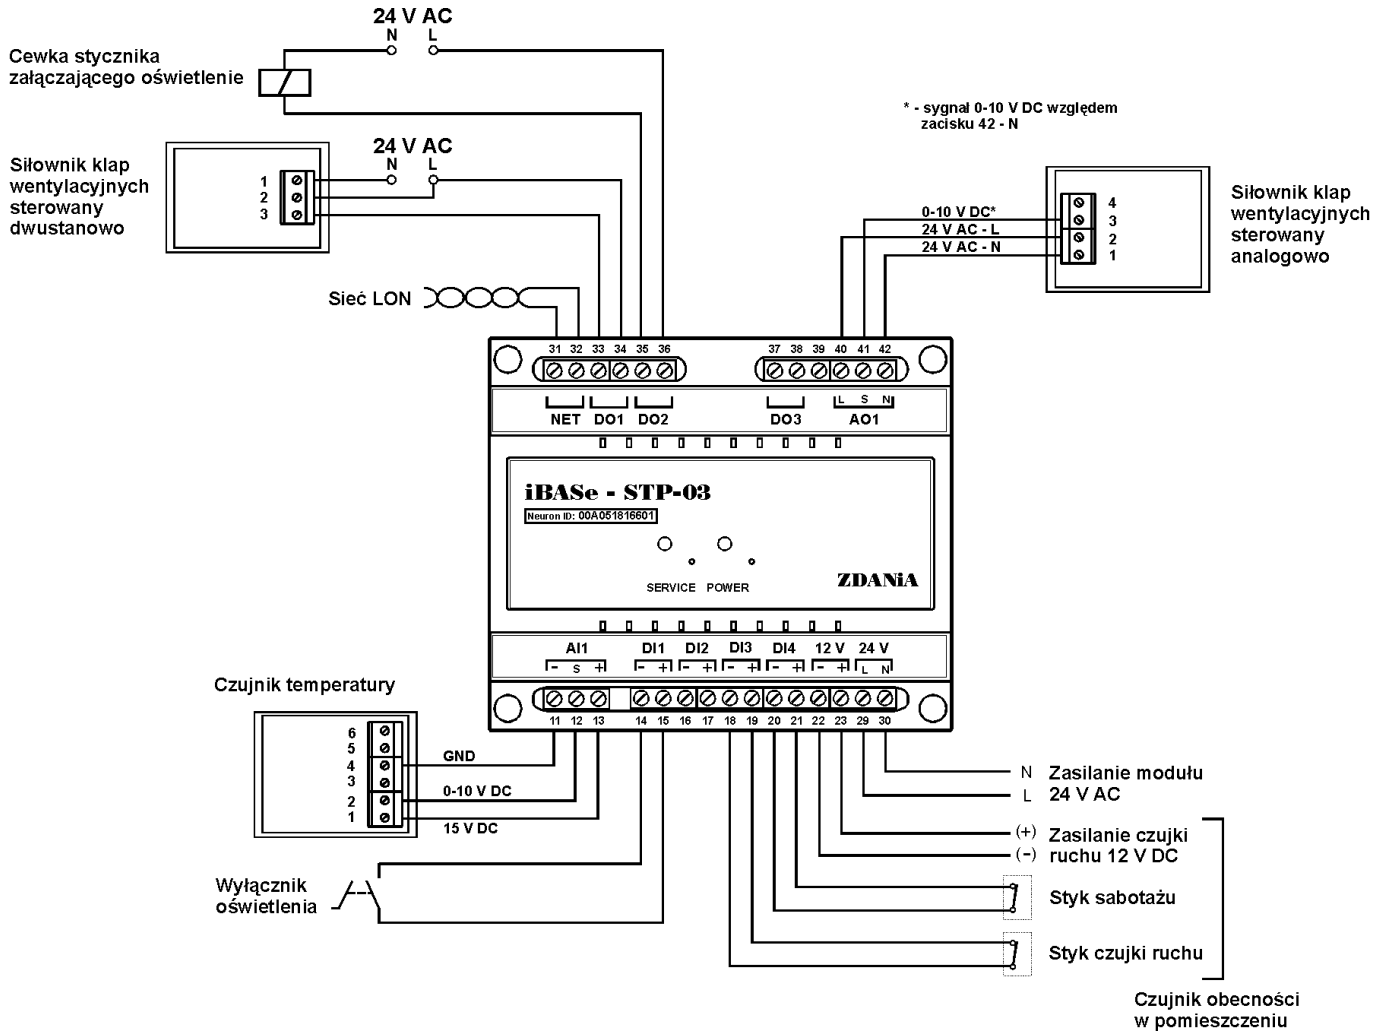 24 V AC
N L
Cewka stycznika
załączającego oświetlenie
* - sygnał 0-10 V DC względem
zacisku 42 - N
24 V AC
N L
Siłownik klap
wentylacyjnych
sterowany
dwustanowo
1
2
3
0-10 V DC*
24 V AC - L
24 V AC - N
4
3
2
1
Siłownik klap
wentylacyjnych
sterowany
analogowo
Sieć LON
31 32 33 34 35 36 37 38 39 40 41 42
L S N
NET DO1 DO2 DO3 AO1
iBASe - STP-03
Neuron ID: 00A051816601
SERVICE POWER
ZDANiA
AI1 DI1 DI2 DI3 DI4 12 V 24 V
- S + - + - + - + - + - + L N
11 12 13 14 15 16 17 18 19 20 21 22 23 29 30
Czujnik temperatury
6
5
4
3
2
1
GND
0-10 V DC
15 V DC
Wyłącznik
oświetlenia
N Zasilanie modułu
L 24 V AC
(+) Zasilanie czujki
(-) ruchu 12 V DC
Styk sabotażu
Styk czujki ruchu
Czujnik obecności
w pomieszczeniu